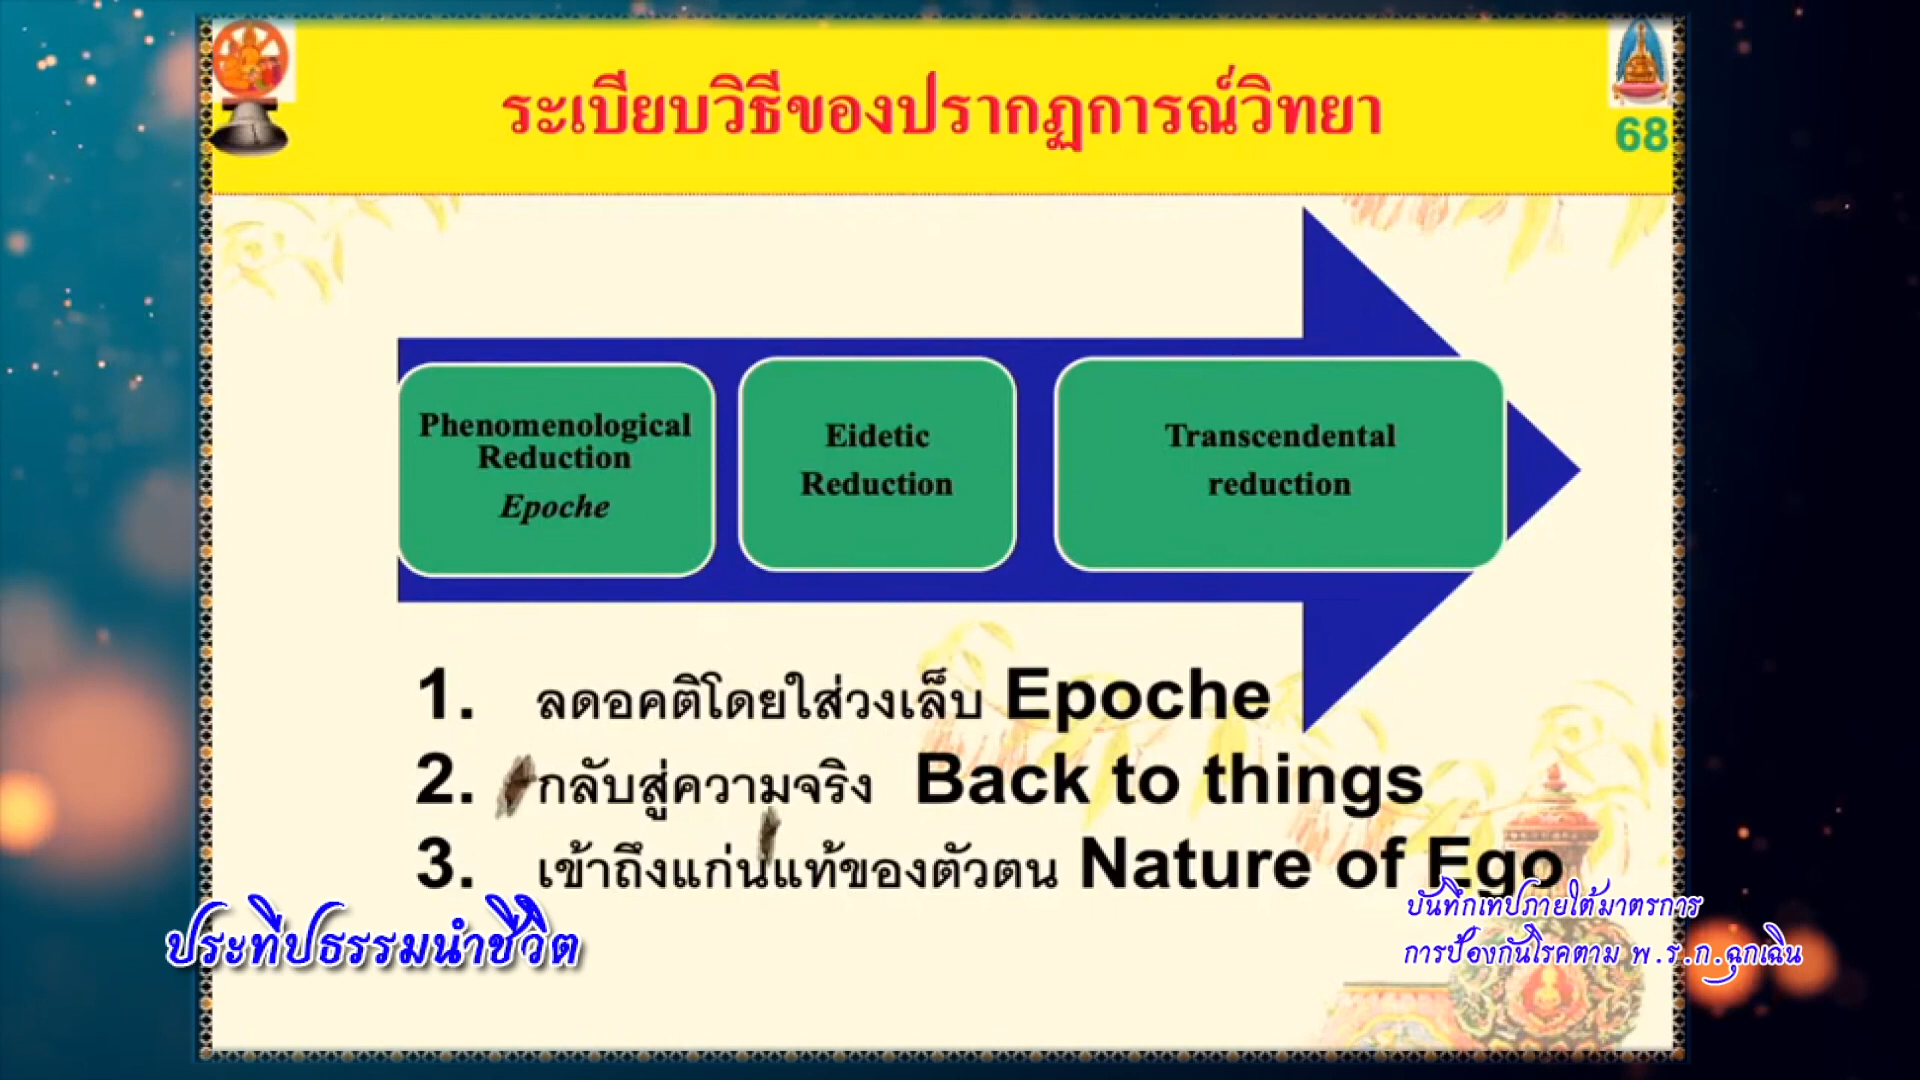 ระเบียบวิธีของปรากฏการณ์วิทยา
68
Phenomenological
Reduction
Epoche
Eidetic
Reduction
Transcendental
reduction
1. ลดอคติโดยใส่วงเล็บ Epoche
2. กลับสู่ความจริง Back to things
3. เข้าถึงแก่นแท้ของตัวตน Nature of Ego
ประทีปธรรมนำชีวิต
บันทึกเทปภายใต้มาตรการ
การป้องกันโรคตาม พ.ร.ก.ฉุกเฉิน